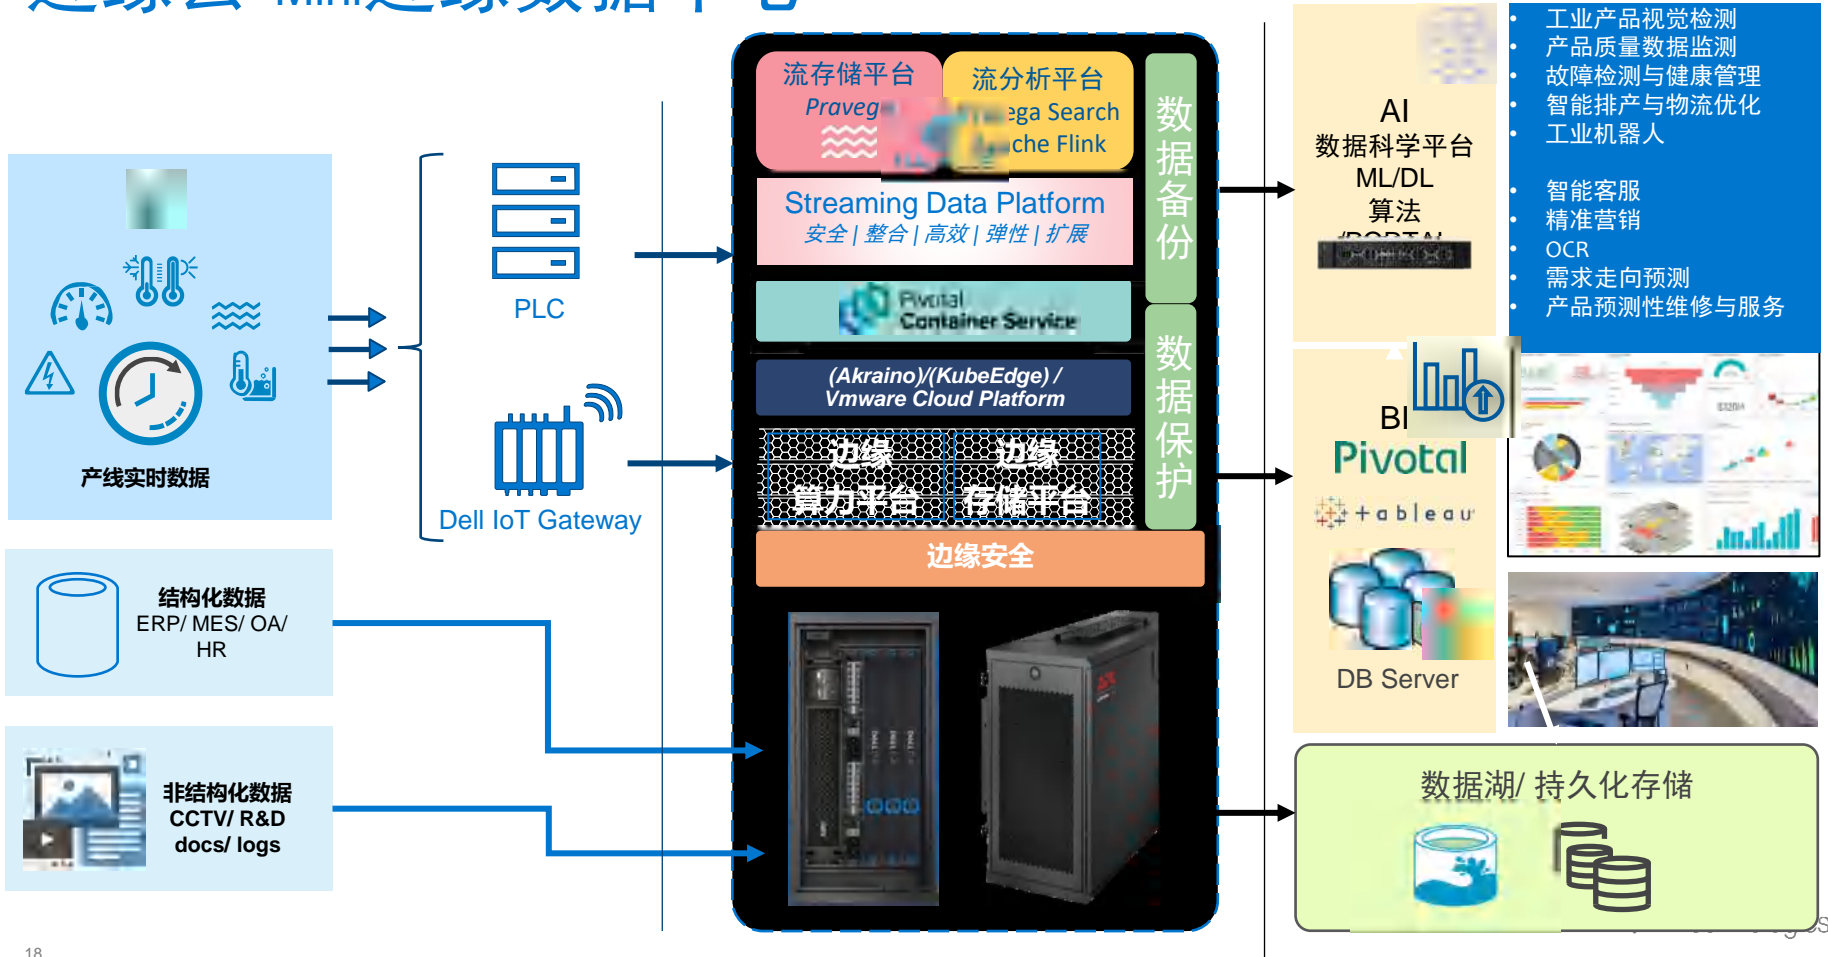 产线实时数据
结构化数据
ERP/ MES/ OA/
HR
非结构化数据
CCTV/ R&D
docs/ logs
PLC
Dell IoT Gateway
流存储平台
流分析平台
Search
Flink
Streaming Data Platform
安全 | 整合 | 高效 | 弹性 | 扩展
Pivotal
Container Service
(Akraino)/(KubeEdge) /
Vmware Cloud Platform
边缘
算力平台
边缘
存储平台
边缘安全
数据备份
数据保护
AI
数据科学平台
ML/DL
算法
• 工业产品视觉检测
• 产品质量数据监测
• 故障检测与健康管理
• 智能排产与物流优化
• 工业机器人
• 智能客服
• 精准营销
• OCR
• 需求走向预测
• 产品预测性维修与服务
BI
Pivotal
+ableau
DB Server
数据湖/ 持久化存储
18